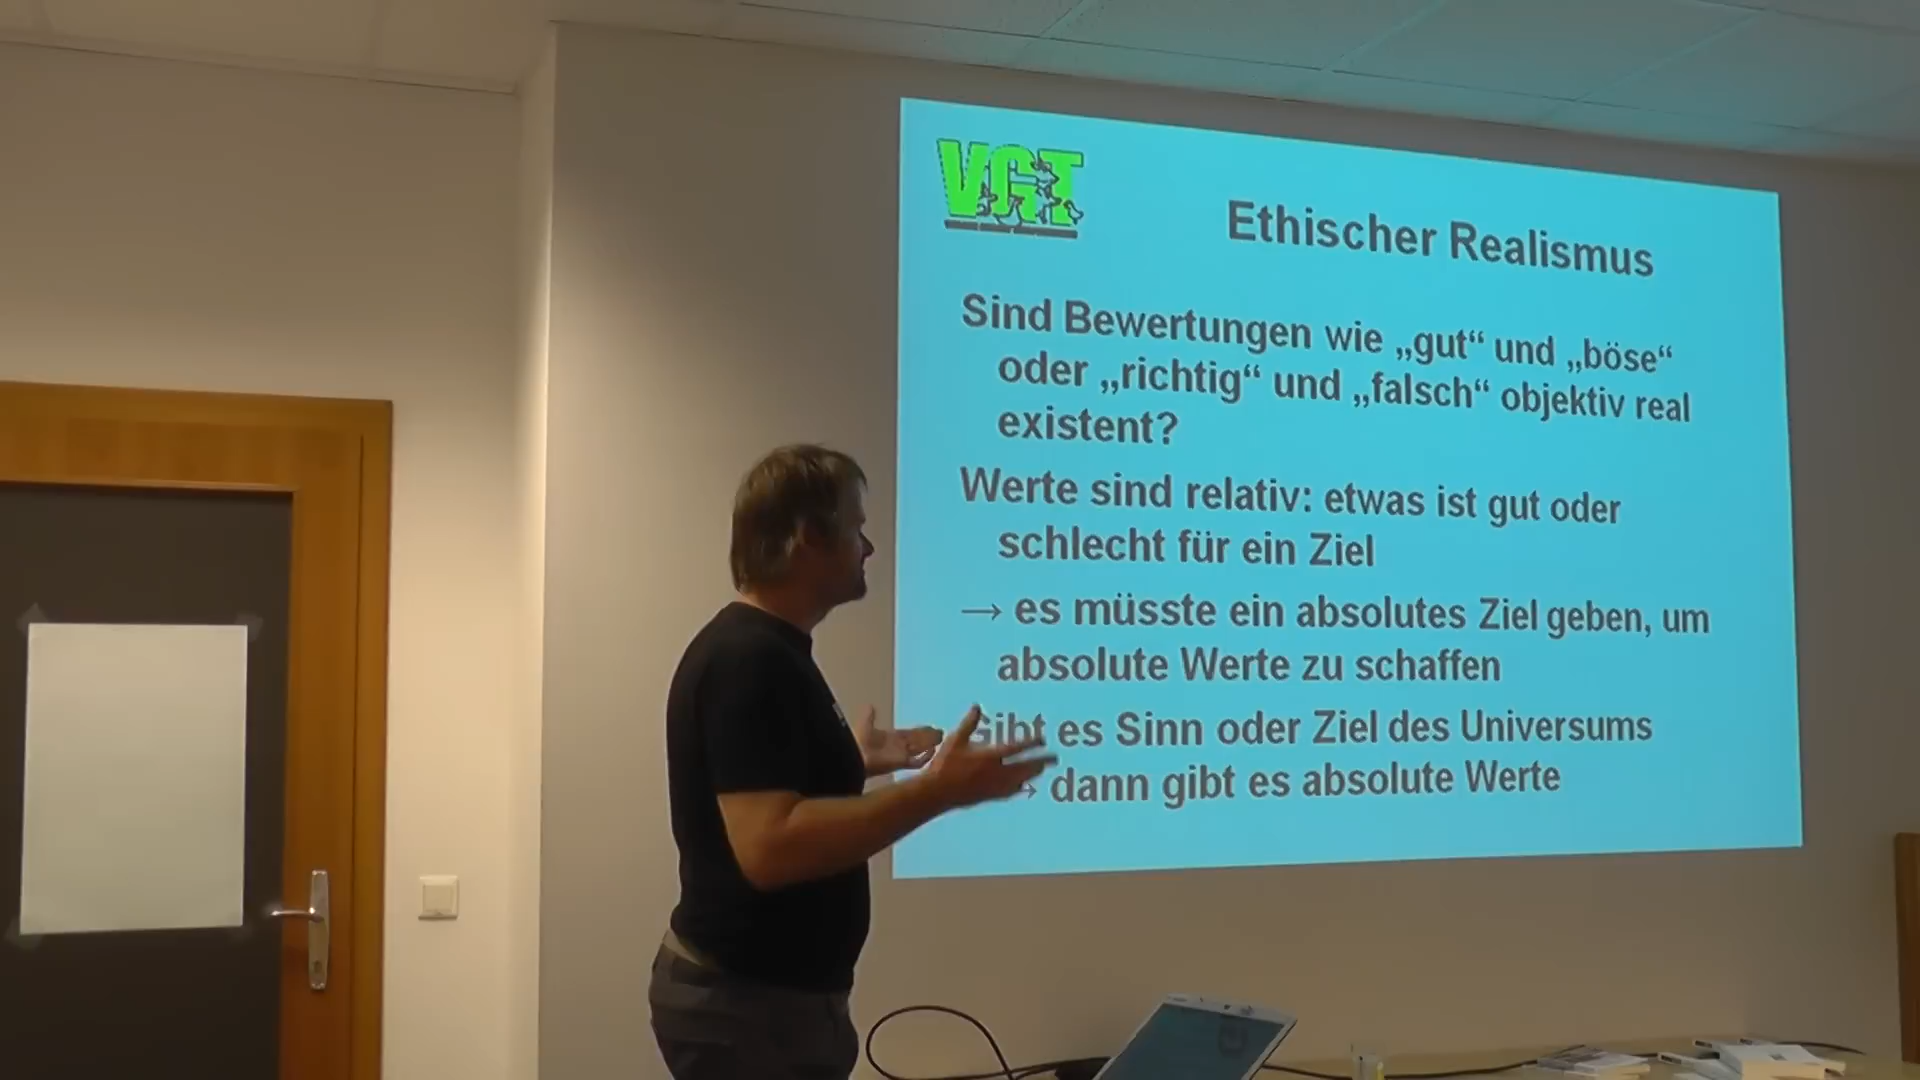 VGT
Ethischer Realismus
Sind Bewertungen wie „gut“ und „böse“
oder „richtig“ und „falsch“ objektiv real
existent?
Werte sind relativ: etwas ist gut oder
schlecht für ein Ziel
→ es müsste ein absolutes Ziel geben, um
absolute Werte zu schaffen
Gibt es Sinn oder Ziel des Universums
→ dann gibt es absolute Werte